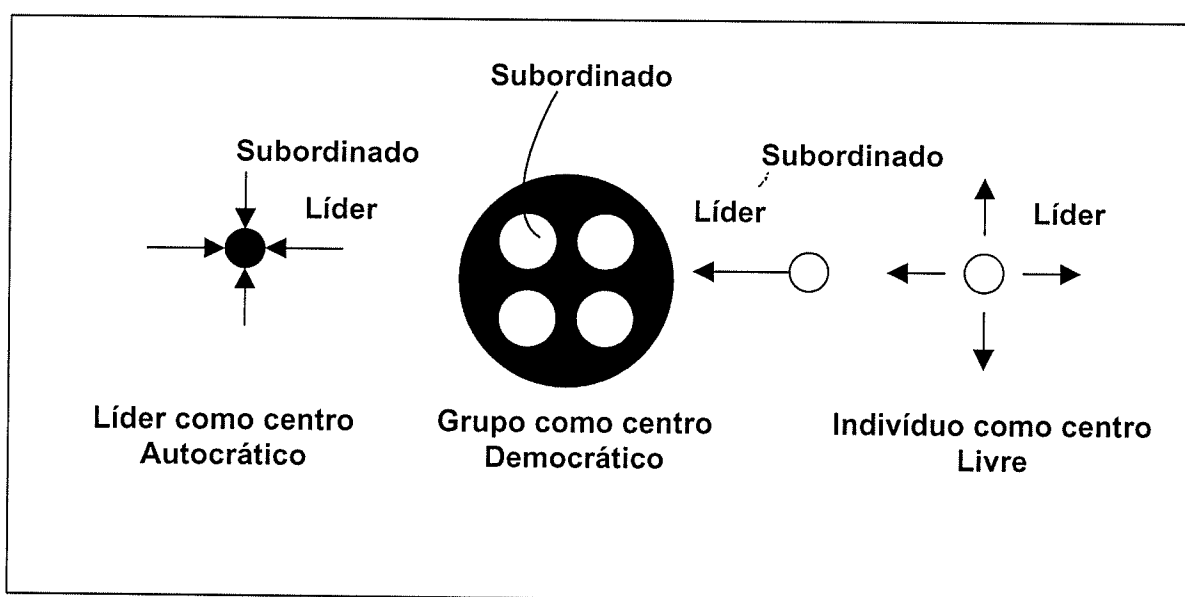 Subordinado
Subordinado
Líder
Subordinado
Líder
Líder
Líder como centro
Autocrático
Grupo como centro
Democrático
Indivíduo como centro
Livre